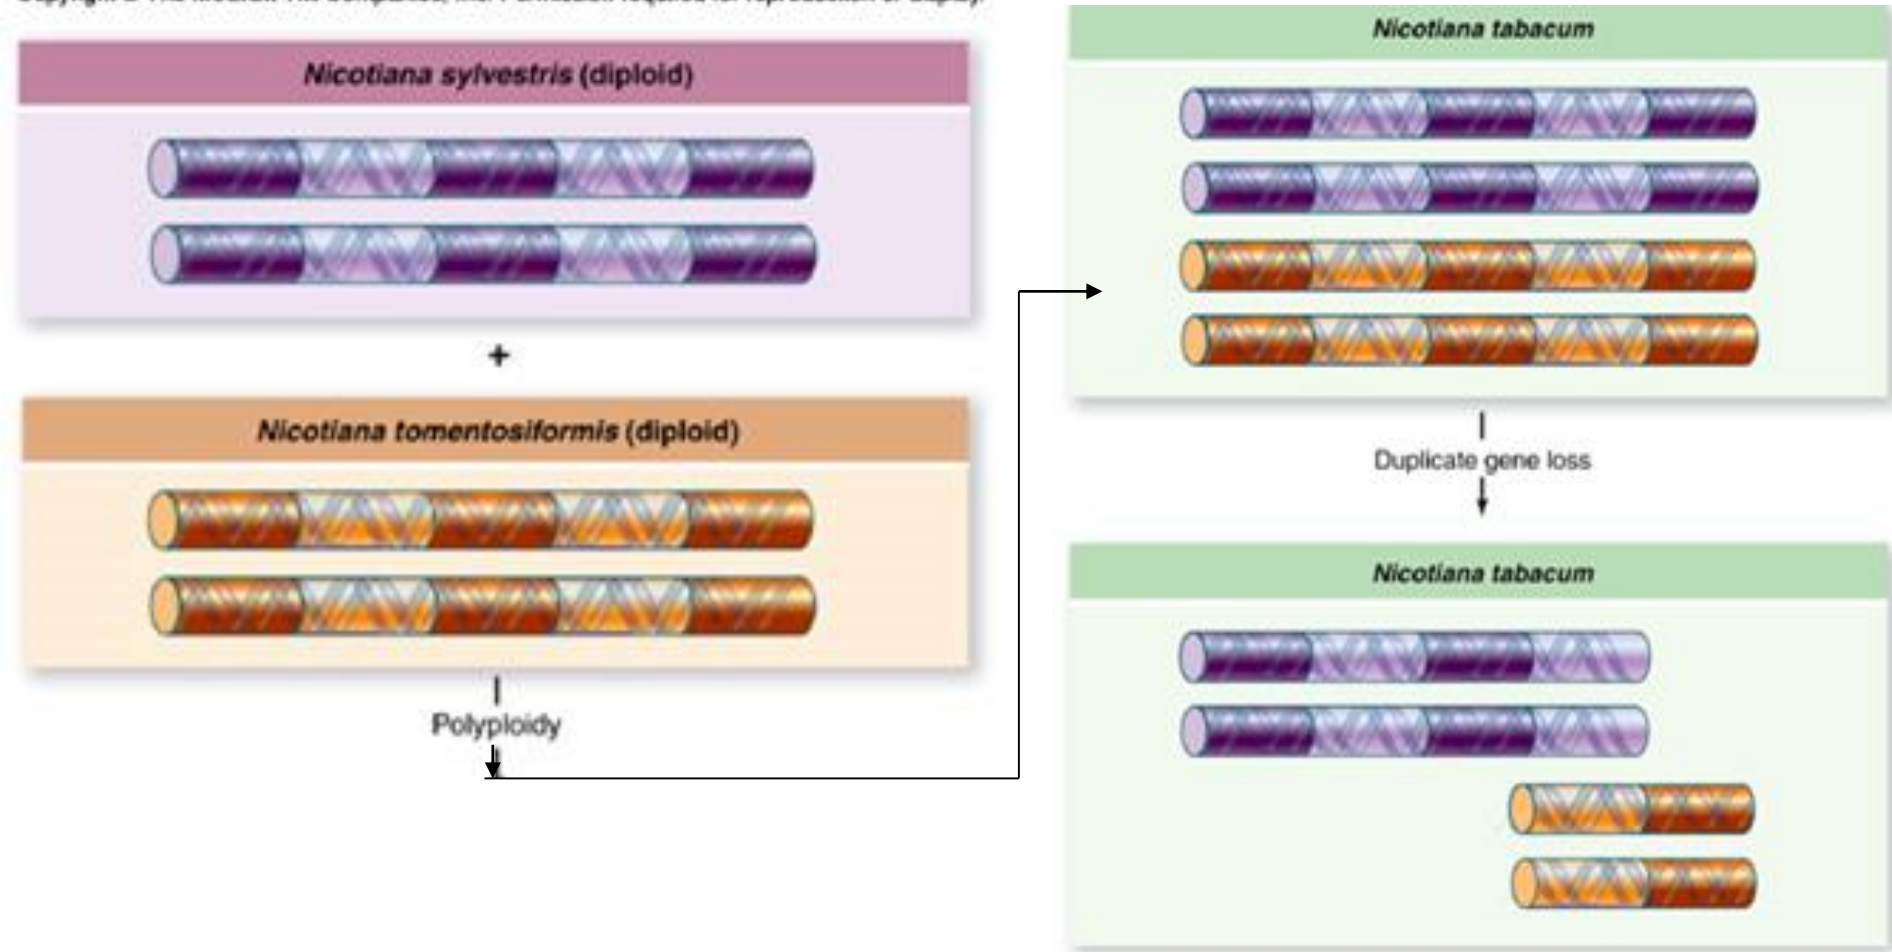 Nicotiana sylvestris (diploid)
+
Nicotiana tomentosiformis (diploid)
Polyploidy
Nicotiana tabacum
Duplicate gene loss
Nicotiana tabacum